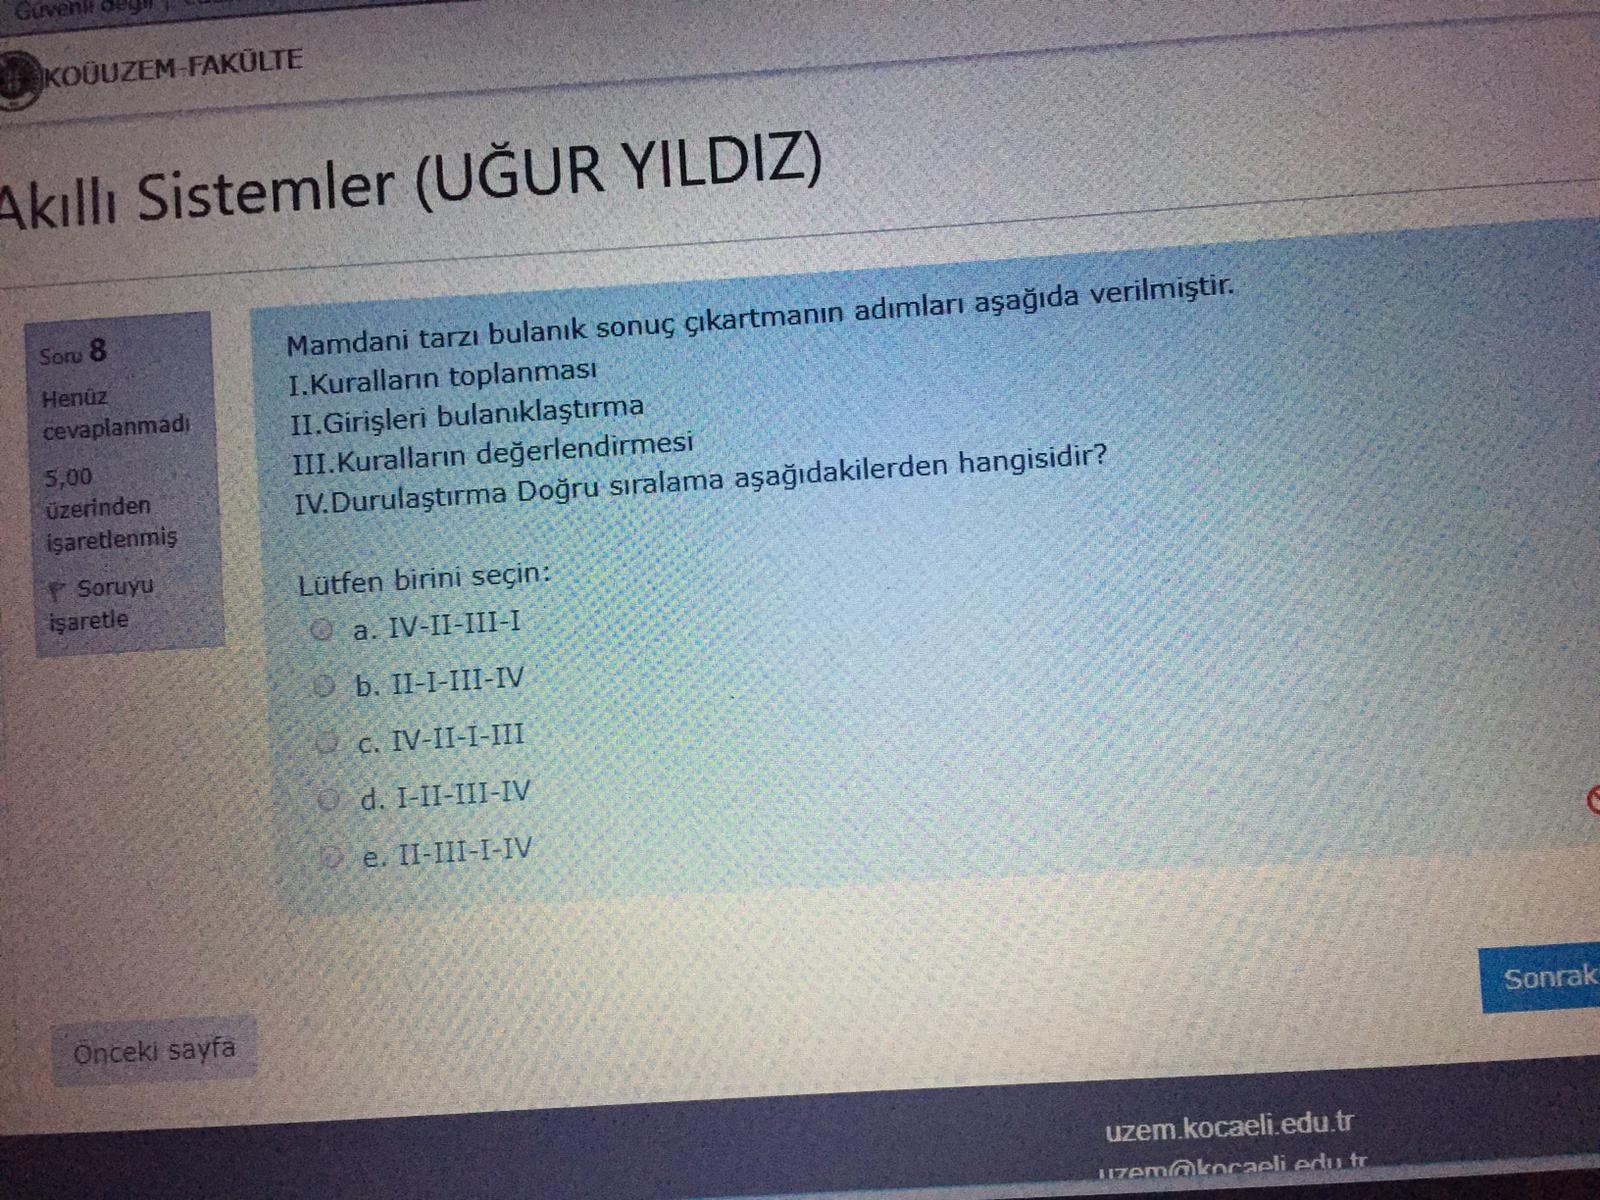 Güvenli değil
KOÜUZEM-FAKÜLTE
Akıllı Sistemler (UĞUR YILDIZ)
Soru 8
Henüz
cevaplanmadı
5,00
üzerinden
işaretlenmiş
Soruyu
işaretle
Mamdani tarzı bulanık sonuç çıkartmanın adımları aşağıda verilmiştir.
I.Kuralların toplanması
II.Girişleri bulanıklaştırma
III.Kuralların değerlendirmesi
IV.Durulaştırma Doğru sıralama aşağıdakilerden hangisidir?
Lütfen birini seçin:
a. IV-II-III-I
b. II-I-III-IV
c. IV-II-I-III
d. I-II-III-IV
e. II-III-I-IV
Önceki sayfa
Sonrak
uzem.kocaeli.edu.tr
uzem@kocaeli.edu.tr